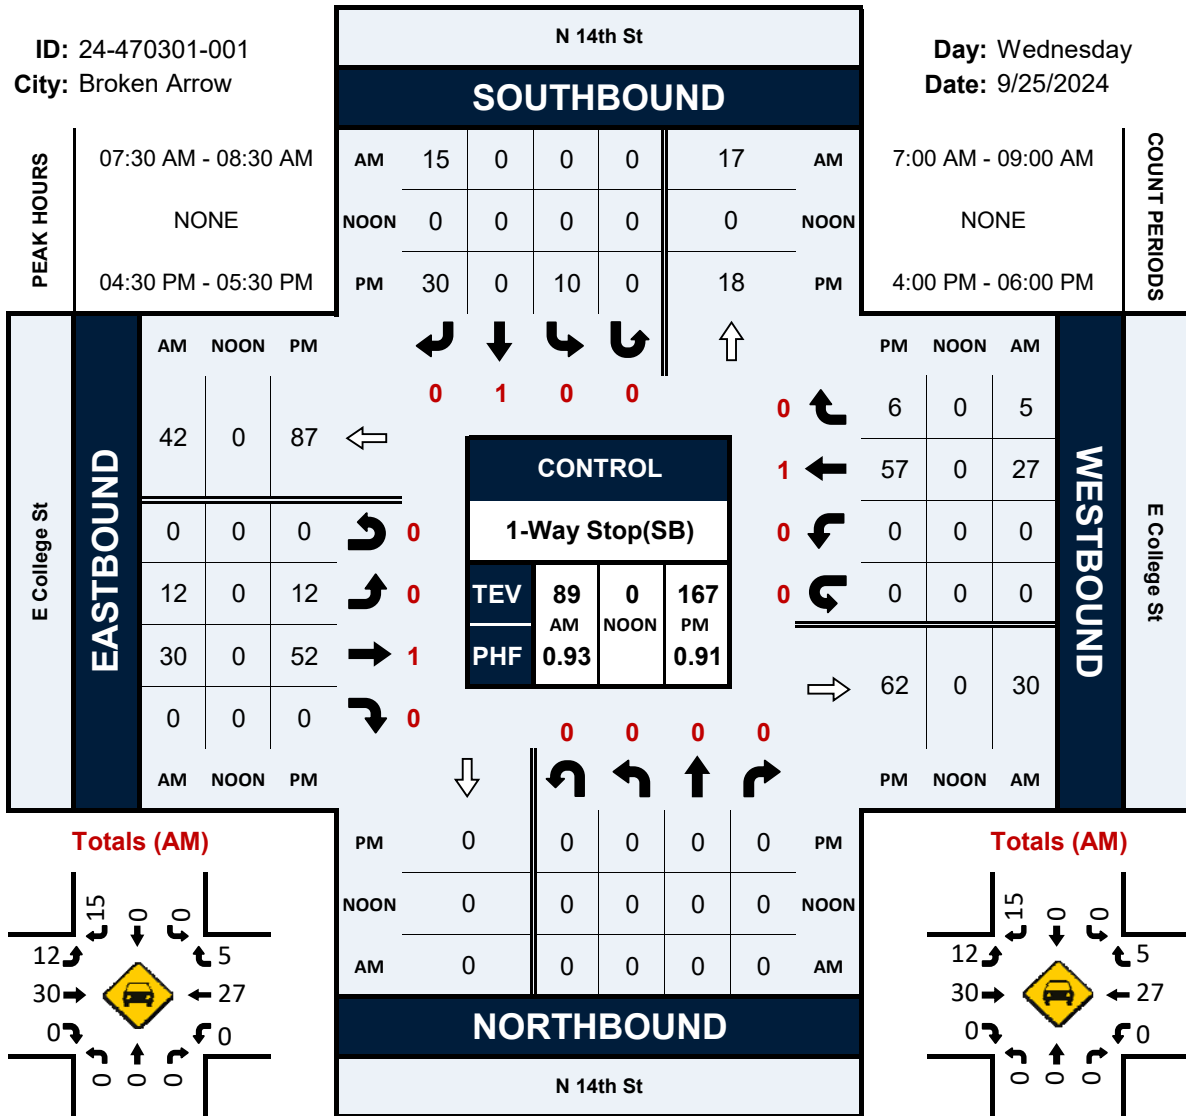 N 14th St
ID: 24-470301-001
City: Broken Arrow
Day: Wednesday
Date: 9/25/2024
SOUTHBOUND
PEAK HOURS
07:30 AM - 08:30 AM
NONE
04:30 PM - 05:30 PM
AM 15 0 0 0 17 AM
NOON 0 0 0 0 0 NOON
PM 30 0 10 0 18 PM
7:00 AM - 09:00 AM
NONE
4:00 PM - 06:00 PM
COUNT PERIODS
0 1 0 0
E College St
EASTBOUND
AM NOON PM
42 0 87
0 0 0 0
12 0 12 0
30 0 52 1
0 0 0 0
AM NOON PM
CONTROL
1-Way Stop(SB)
TEV 89 0 167
AM NOON PM
PHF 0.93 0.91
PM NOON AM
0 6 0 5
1 57 0 27
0 0 0 0
0 0 0 0
62 0 30
PM NOON AM
WESTBOUND
E College St
0 0 0 0
PM 0 0 0 0 0 PM
NOON 0 0 0 0 0 NOON
AM 0 0 0 0 0 AM
NORTHBOUND
N 14th St
Totals (AM)
15 0 0
12 5
30 27
0 0
0 0 0
Totals (AM)
15 0 0
12 5
30 27
0 0
0 0 0